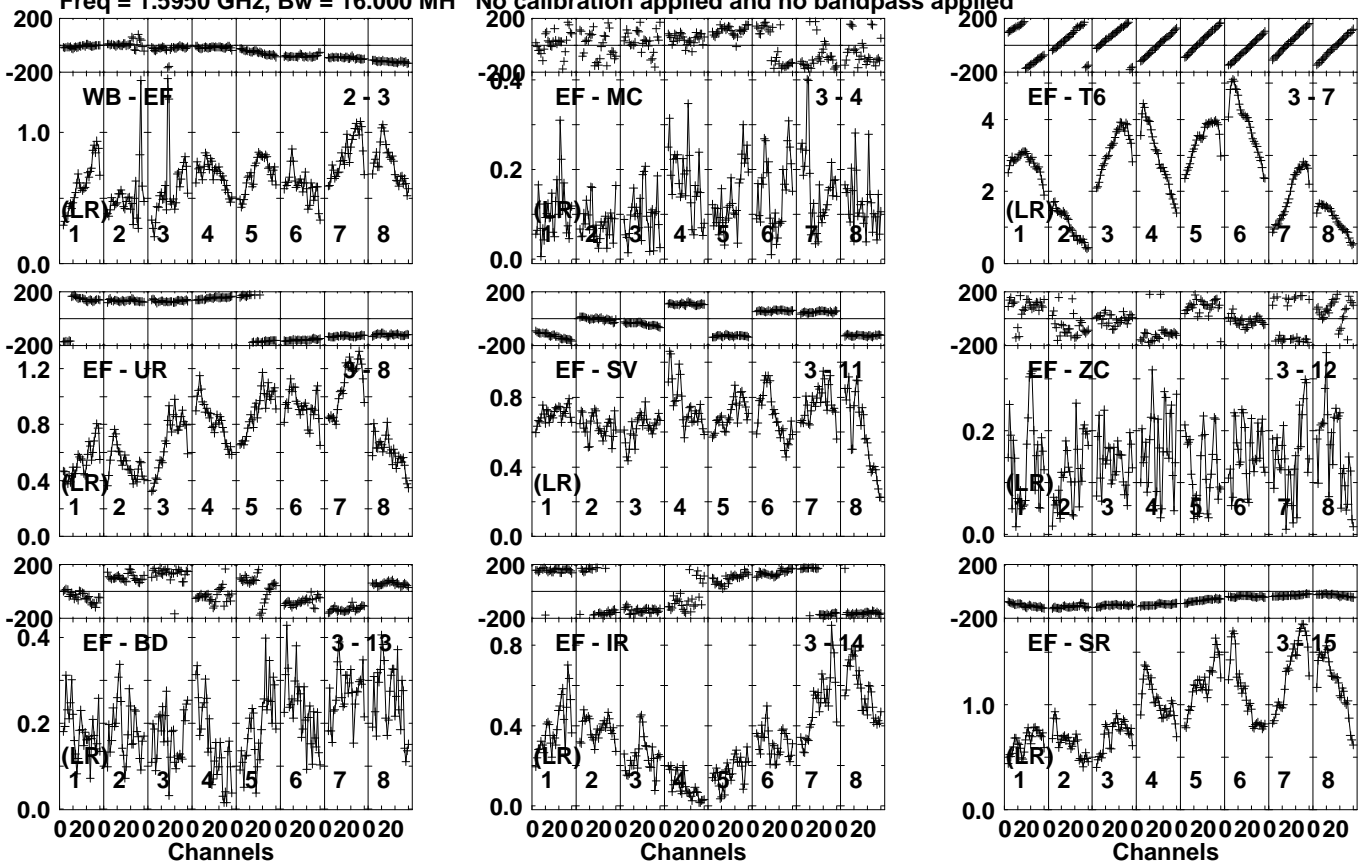 Freq = 1.5950 GHz, Bw = 16.000 MH No calibration applied and no bandpass applied
200
-200
WB - EF 2 - 3
1.0
(LR)
1 2 3 4 5 6 7 8
0.0
200
-200
0.4
EF - MC 3 - 4
0.2
(LR)
1 2 3 4 5 6 7 8
0.0
200
-200
EF - T6 3 - 7
4
2
(LR)
1 2 3 4 5 6 7 8
0
200
-200
EF - UR 3 - 8
1.2
0.8
0.4
(LR)
1 2 3 4 5 6 7 8
0.0
200
-200
EF - SV 3 - 11
0.8
0.4
(LR)
1 2 3 4 5 6 7 8
0.0
200
-200
EF - ZC 3 - 12
0.2
(LR)
1 2 3 4 5 6 7 8
0.0
200
-200
EF - BD 3 - 13
0.4
0.2
(LR)
1 2 3 4 5 6 7 8
0.0
0 20 0 20 0 20 0 20 0 20 0 20 0 20 0 20
Channels
200
-200
EF - IR 3 - 14
0.8
0.4
(LR)
1 2 3 4 5 6 7 8
0.0
0 20 0 20 0 20 0 20 0 20 0 20 0 20 0 20
Channels
200
-200
EF - SR 3 - 15
1.0
(LR)
1 2 3 4 5 6 7 8
0.0
0 20 0 20 0 20 0 20 0 20 0 20 0 20 0 20
Channels